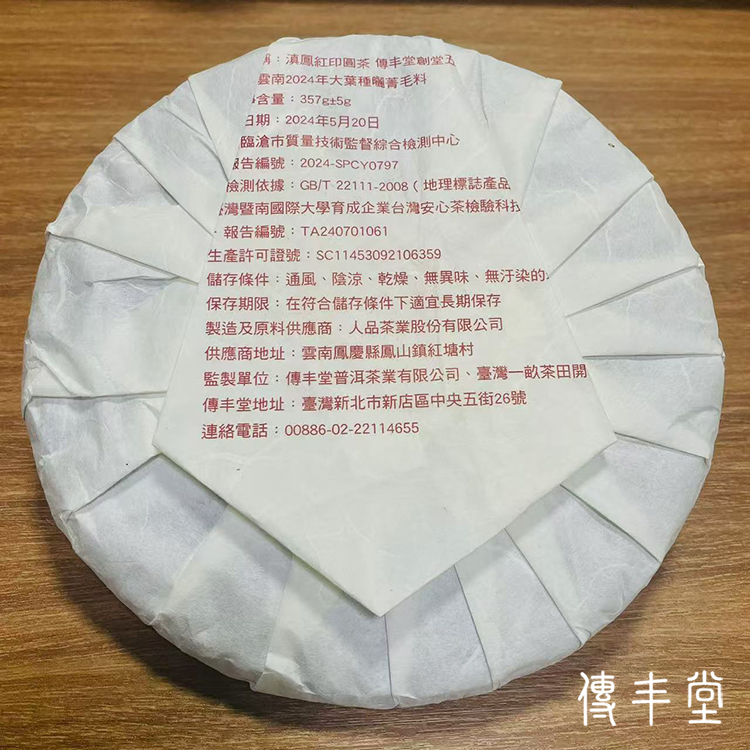 滇鳳紅印圓茶 傳丰堂創堂
雲南2024年大葉種曬菁毛料
含量：357g±5g
日期：2024年5月20日
臨滄市質量技術監督綜合檢測中心
報告編號：2024-SPCY0797
檢測依據：GB/T 22111-2008（地理標誌產品
臺灣暨南國際大學育成企業台灣安心茶檢驗科技
報告編號：TA240701061
生產許可證號：SC11453092106359
儲存條件：通風、陰涼、乾燥、無異味、無汙染的
保存期限：在符合儲存條件下適宜長期保存
製造及原料供應商：人品茶業股份有限公司
供應商地址：雲南鳳慶縣鳳山鎮紅塘村
監製單位：傳丰堂普洱茶業有限公司、臺灣一畝茶田開
傳丰堂地址：臺灣新北市新店區中央五街26號
連絡電話：00886-02-22114655
傳丰堂